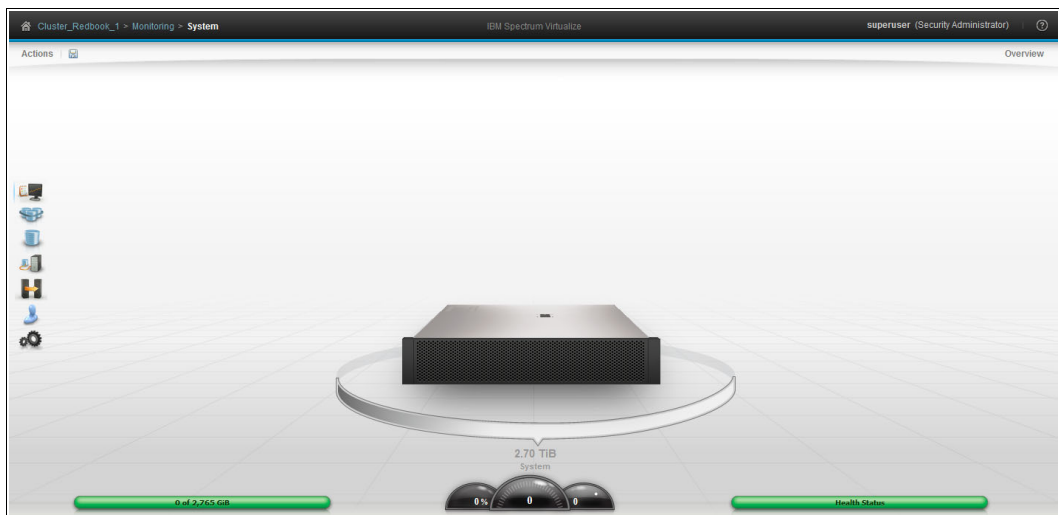 Cluster_Redbook_1 > Monitoring > System
IBM Spectrum Virtualize
superuser (Security Administrator)
?
Actions
Overview
2.70 TiB
System
0 of 2,765 GiB
0%
0
0
Health Status